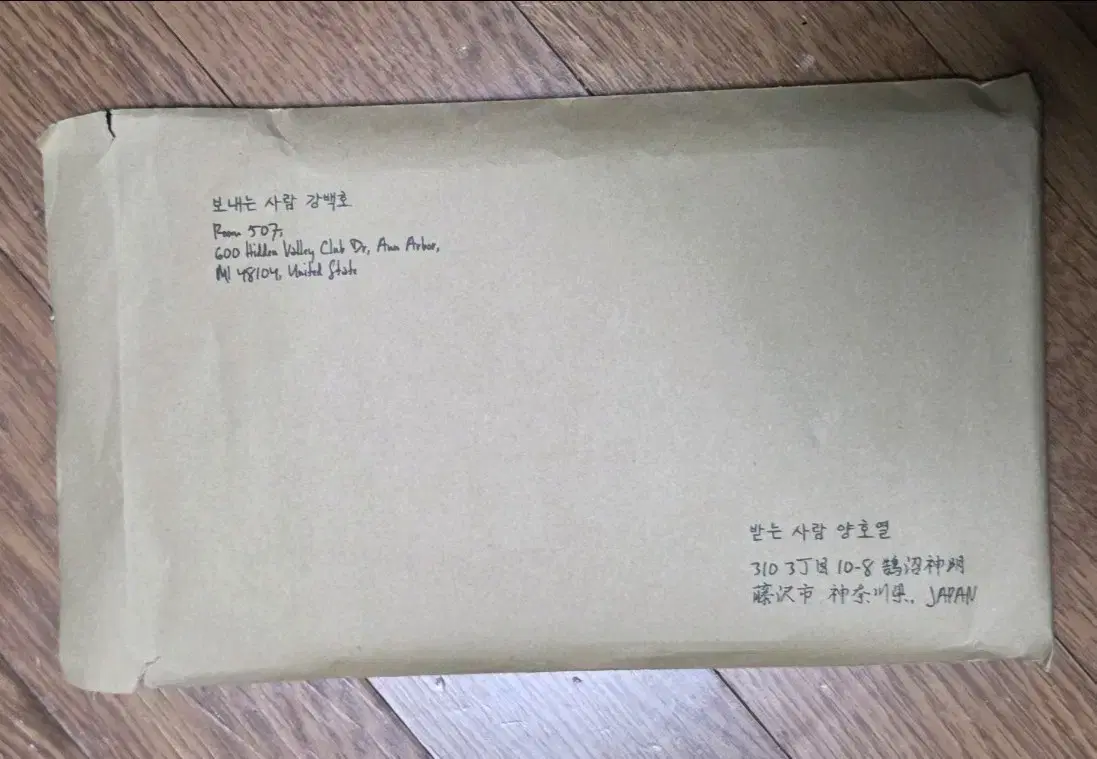 보내는 사람 강백호
Room 507,
600 Hidden Valley Club Dr, Ann Arbor,
MI 48104, United State
받는 사람 양호열
310 3丁目 10-8 鵠沼神明
藤沢市 神奈川県, JAPAN